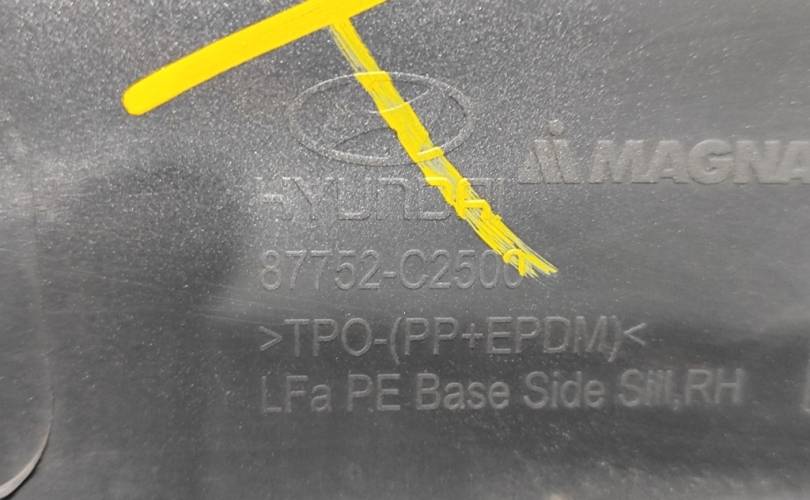 HYUNDAI
MAGNA
87752-C2500
>TPO-(PP+EPDM)<
LFa PE Base Side Sill,RH